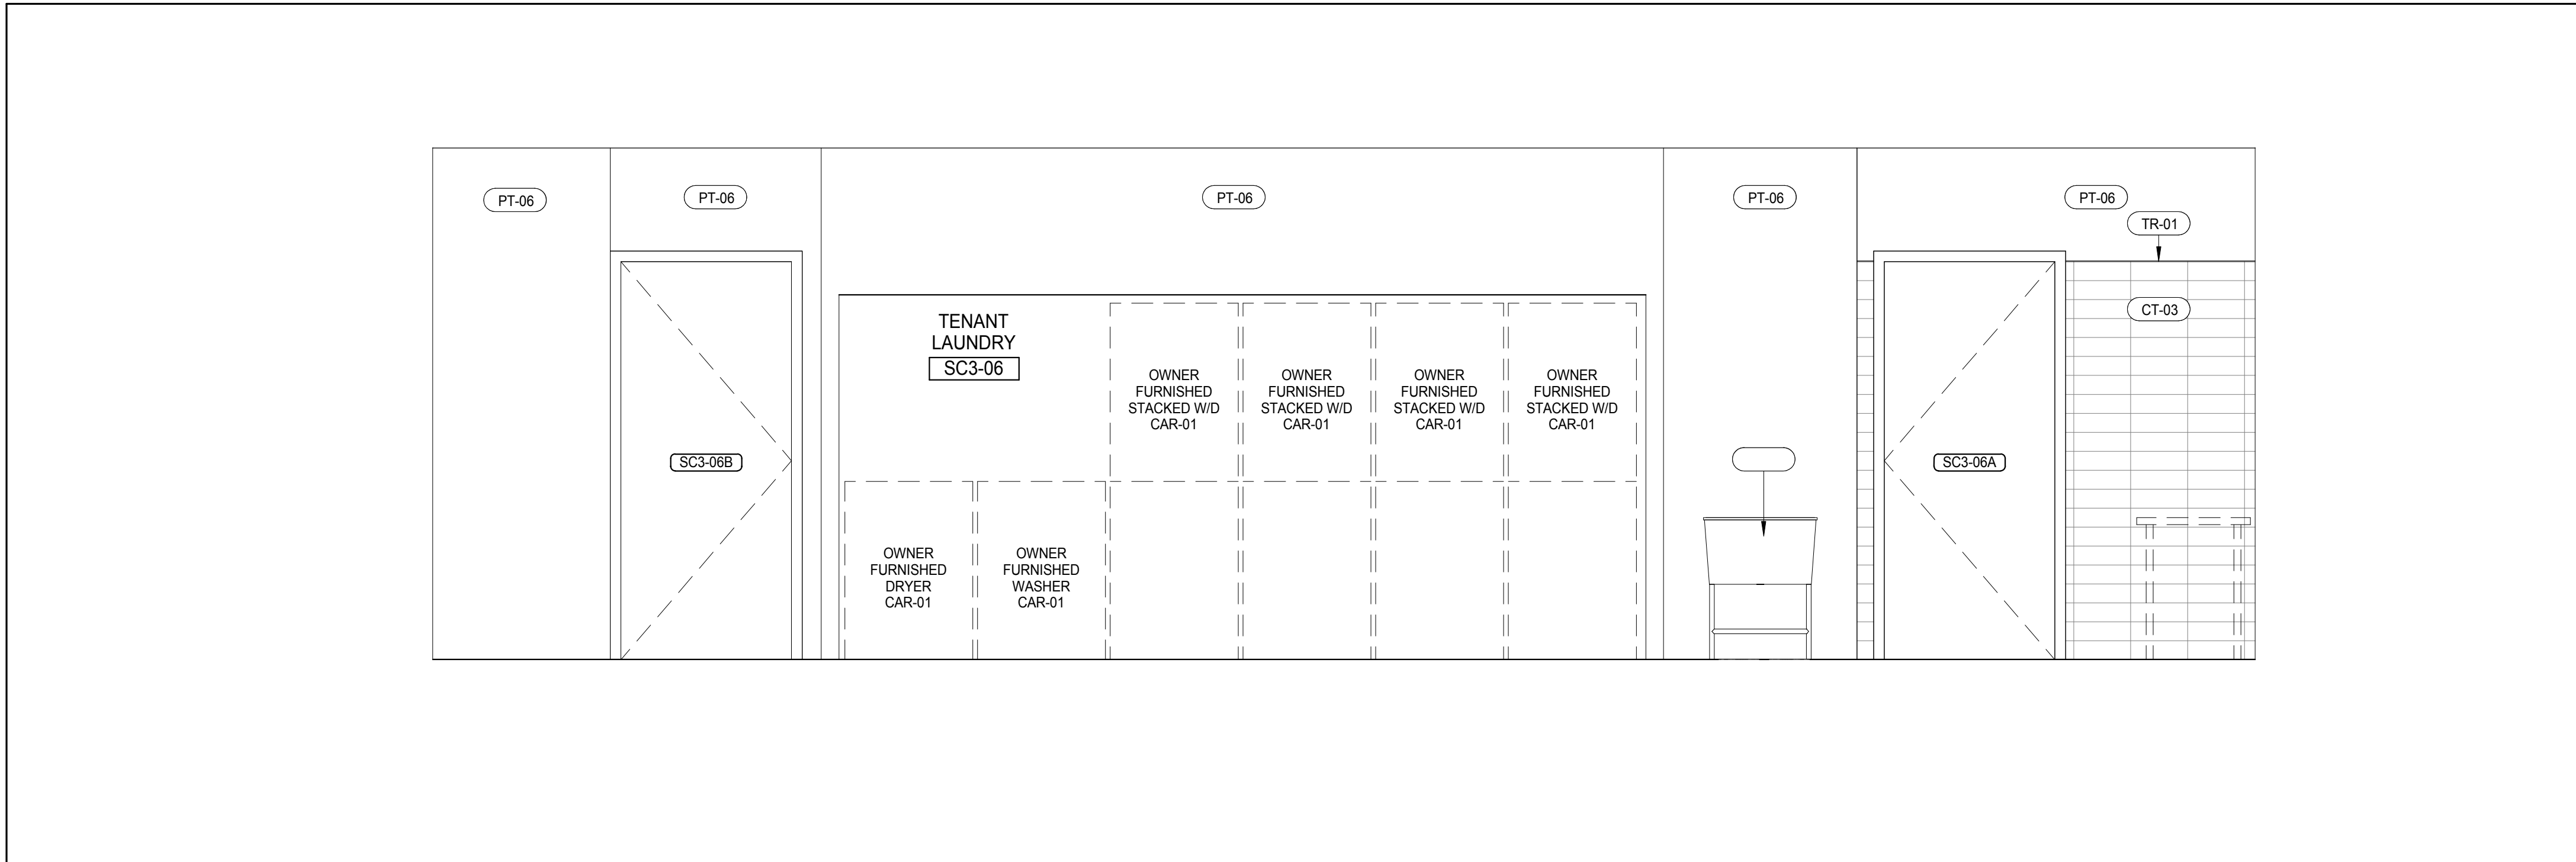 PT-06
PT-06
PT-06
PT-06
PT-06
TR-01
CT-03
TENANT
LAUNDRY
SC3-06
OWNER
FURNISHED
STACKED W/D
CAR-01
OWNER
FURNISHED
STACKED W/D
CAR-01
OWNER
FURNISHED
STACKED W/D
CAR-01
OWNER
FURNISHED
STACKED W/D
CAR-01
SC3-06B
SC3-06A
OWNER
FURNISHED
DRYER
CAR-01
OWNER
FURNISHED
WASHER
CAR-01